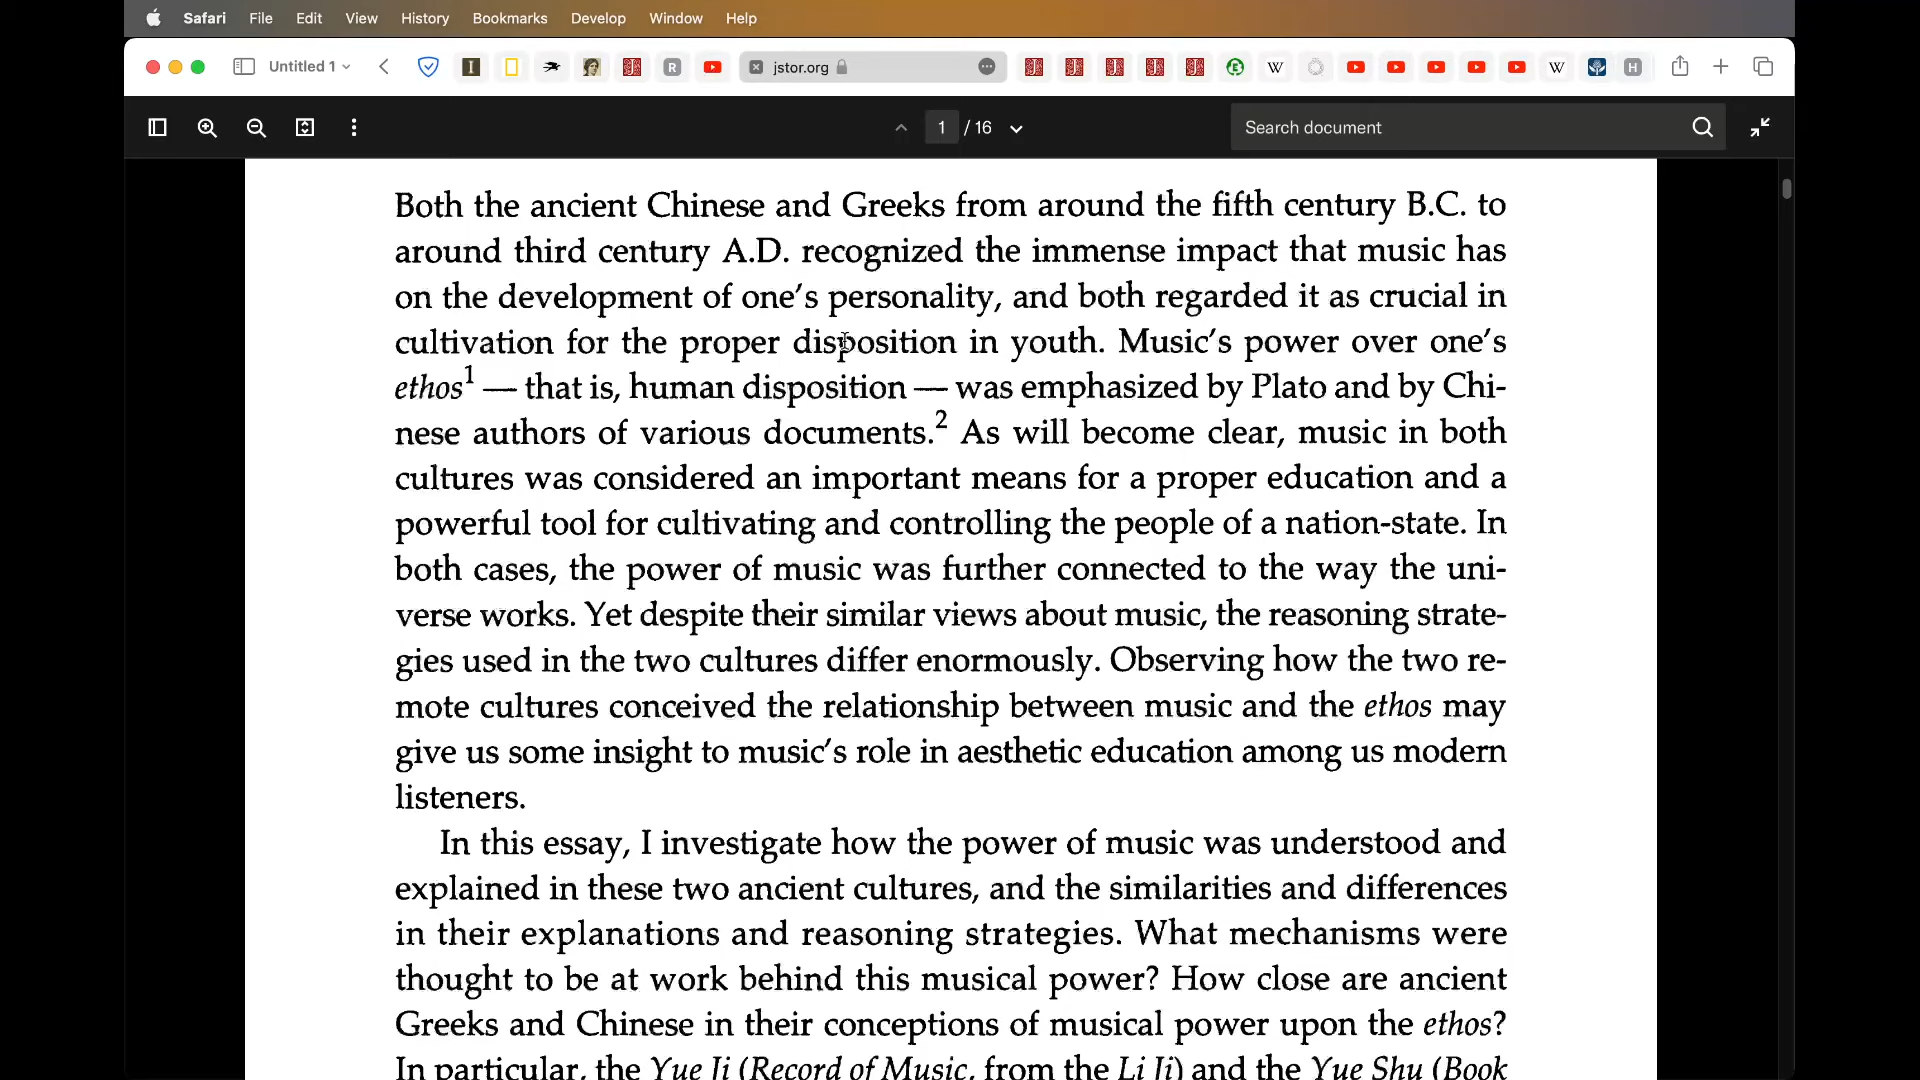 Safari File Edit View History Bookmarks Develop Window Help
Untitled 1 I R jstor.org W W H
1 / 16 Search document
Both the ancient Chinese and Greeks from around the fifth century B.C. to
around third century A.D. recognized the immense impact that music has
on the development of one's personality, and both regarded it as crucial in
cultivation for the proper disposition in youth. Music's power over one's
ethos1 — that is, human disposition — was emphasized by Plato and by Chi-
nese authors of various documents.2 As will become clear, music in both
cultures was considered an important means for a proper education and a
powerful tool for cultivating and controlling the people of a nation-state. In
both cases, the power of music was further connected to the way the uni-
verse works. Yet despite their similar views about music, the reasoning strate-
gies used in the two cultures differ enormously. Observing how the two re-
mote cultures conceived the relationship between music and the ethos may
give us some insight to music's role in aesthetic education among us modern
listeners.
In this essay, I investigate how the power of music was understood and
explained in these two ancient cultures, and the similarities and differences
in their explanations and reasoning strategies. What mechanisms were
thought to be at work behind this musical power? How close are ancient
Greeks and Chinese in their conceptions of musical power upon the ethos?
In particular, the Yue Ji (Record of Music, from the Li Ji) and the Yue Shu (Book